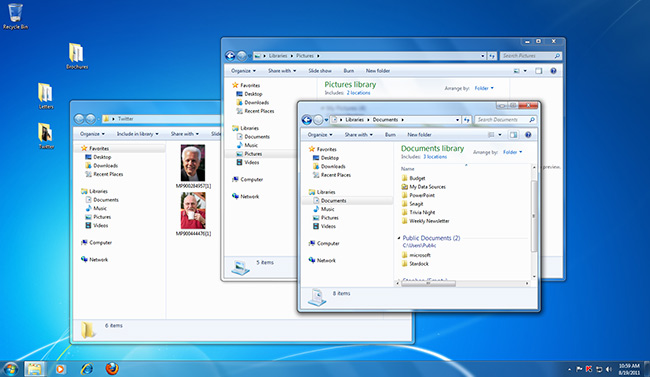 Recycle Bin
Brochures
Letters
Twitter
Libraries Pictures
Search Pictures
Organize Share with Slide show Burn New folder
Favorites
Desktop
Downloads
Recent Places
Libraries
Documents
Music
Pictures
Videos
Computer
Network
Pictures library
Includes: 2 locations
Arrange by: Folder
5 items
Twitter
Organize Include in library Share with Slid
Favorites
Desktop
Downloads
Recent Places
Libraries
Documents
Music
Pictures
Videos
Computer
Network
MP900284957[1]
MP900444476[1]
6 items
Libraries Documents
Search Documents
Organize Share with Burn New folder
Favorites
Desktop
Downloads
Recent Places
Libraries
Documents
Music
Pictures
Videos
Computer
Network
Documents library
Includes: 3 locations
Arrange by: Folder
Name
Budget
My Data Sources
PowerPoint
Snagit
Trivia Night
Weekly Newsletter
Public Documents (2)
C:\Users\Public
microsoft
Stardock
8 items
preview.
10:59 AM
8/19/2011